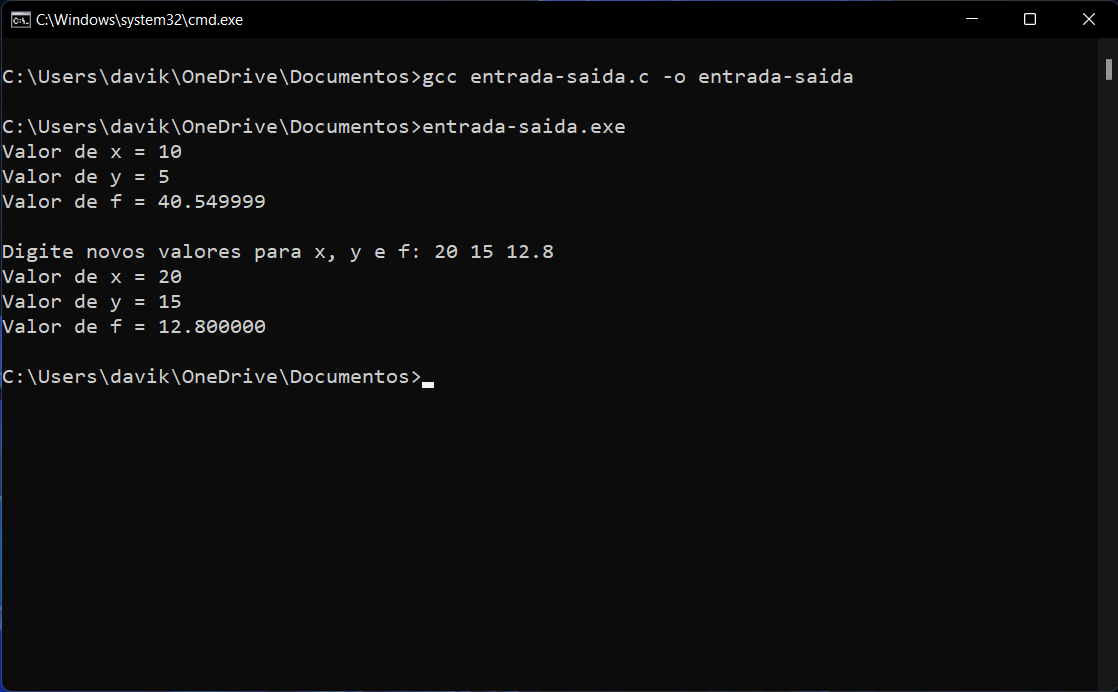 C:\Windows\system32\cmd.exe
C:\Users\davik\OneDrive\Documentos>gcc entrada-saida.c -o entrada-saida
C:\Users\davik\OneDrive\Documentos>entrada-saida.exe
Valor de x = 10
Valor de y = 5
Valor de f = 40.549999
Digite novos valores para x, y e f: 20 15 12.8
Valor de x = 20
Valor de y = 15
Valor de f = 12.800000
C:\Users\davik\OneDrive\Documentos>